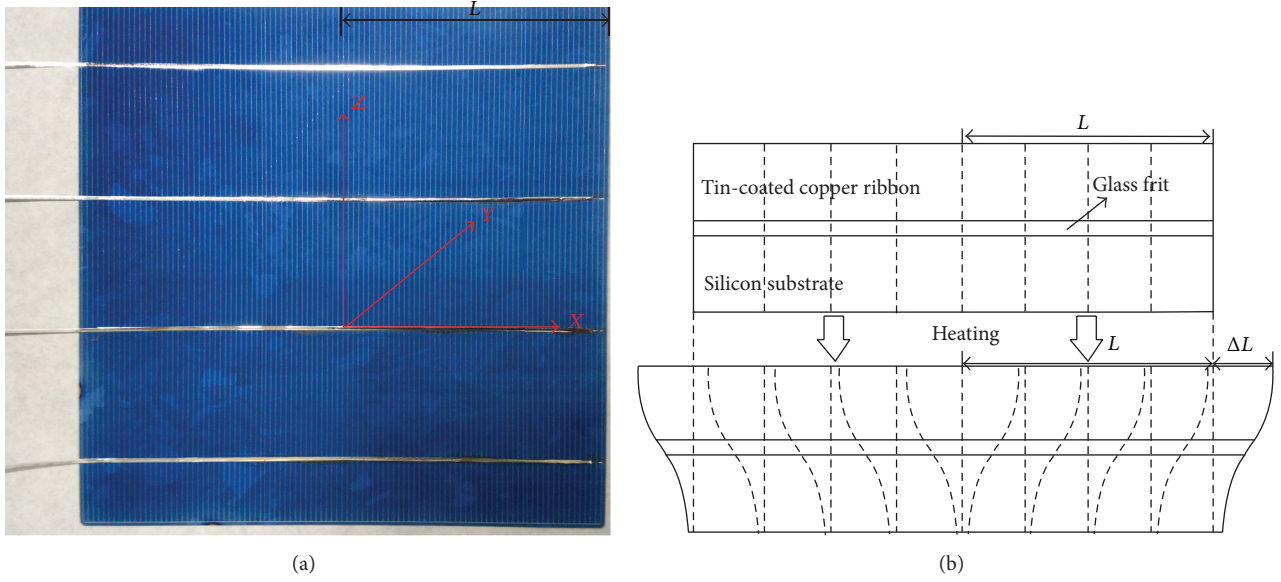 L
Z
Y
X
(a)
L
Tin-coated copper ribbon
Glass frit
Silicon substrate
Heating
L
ΔL
(b)